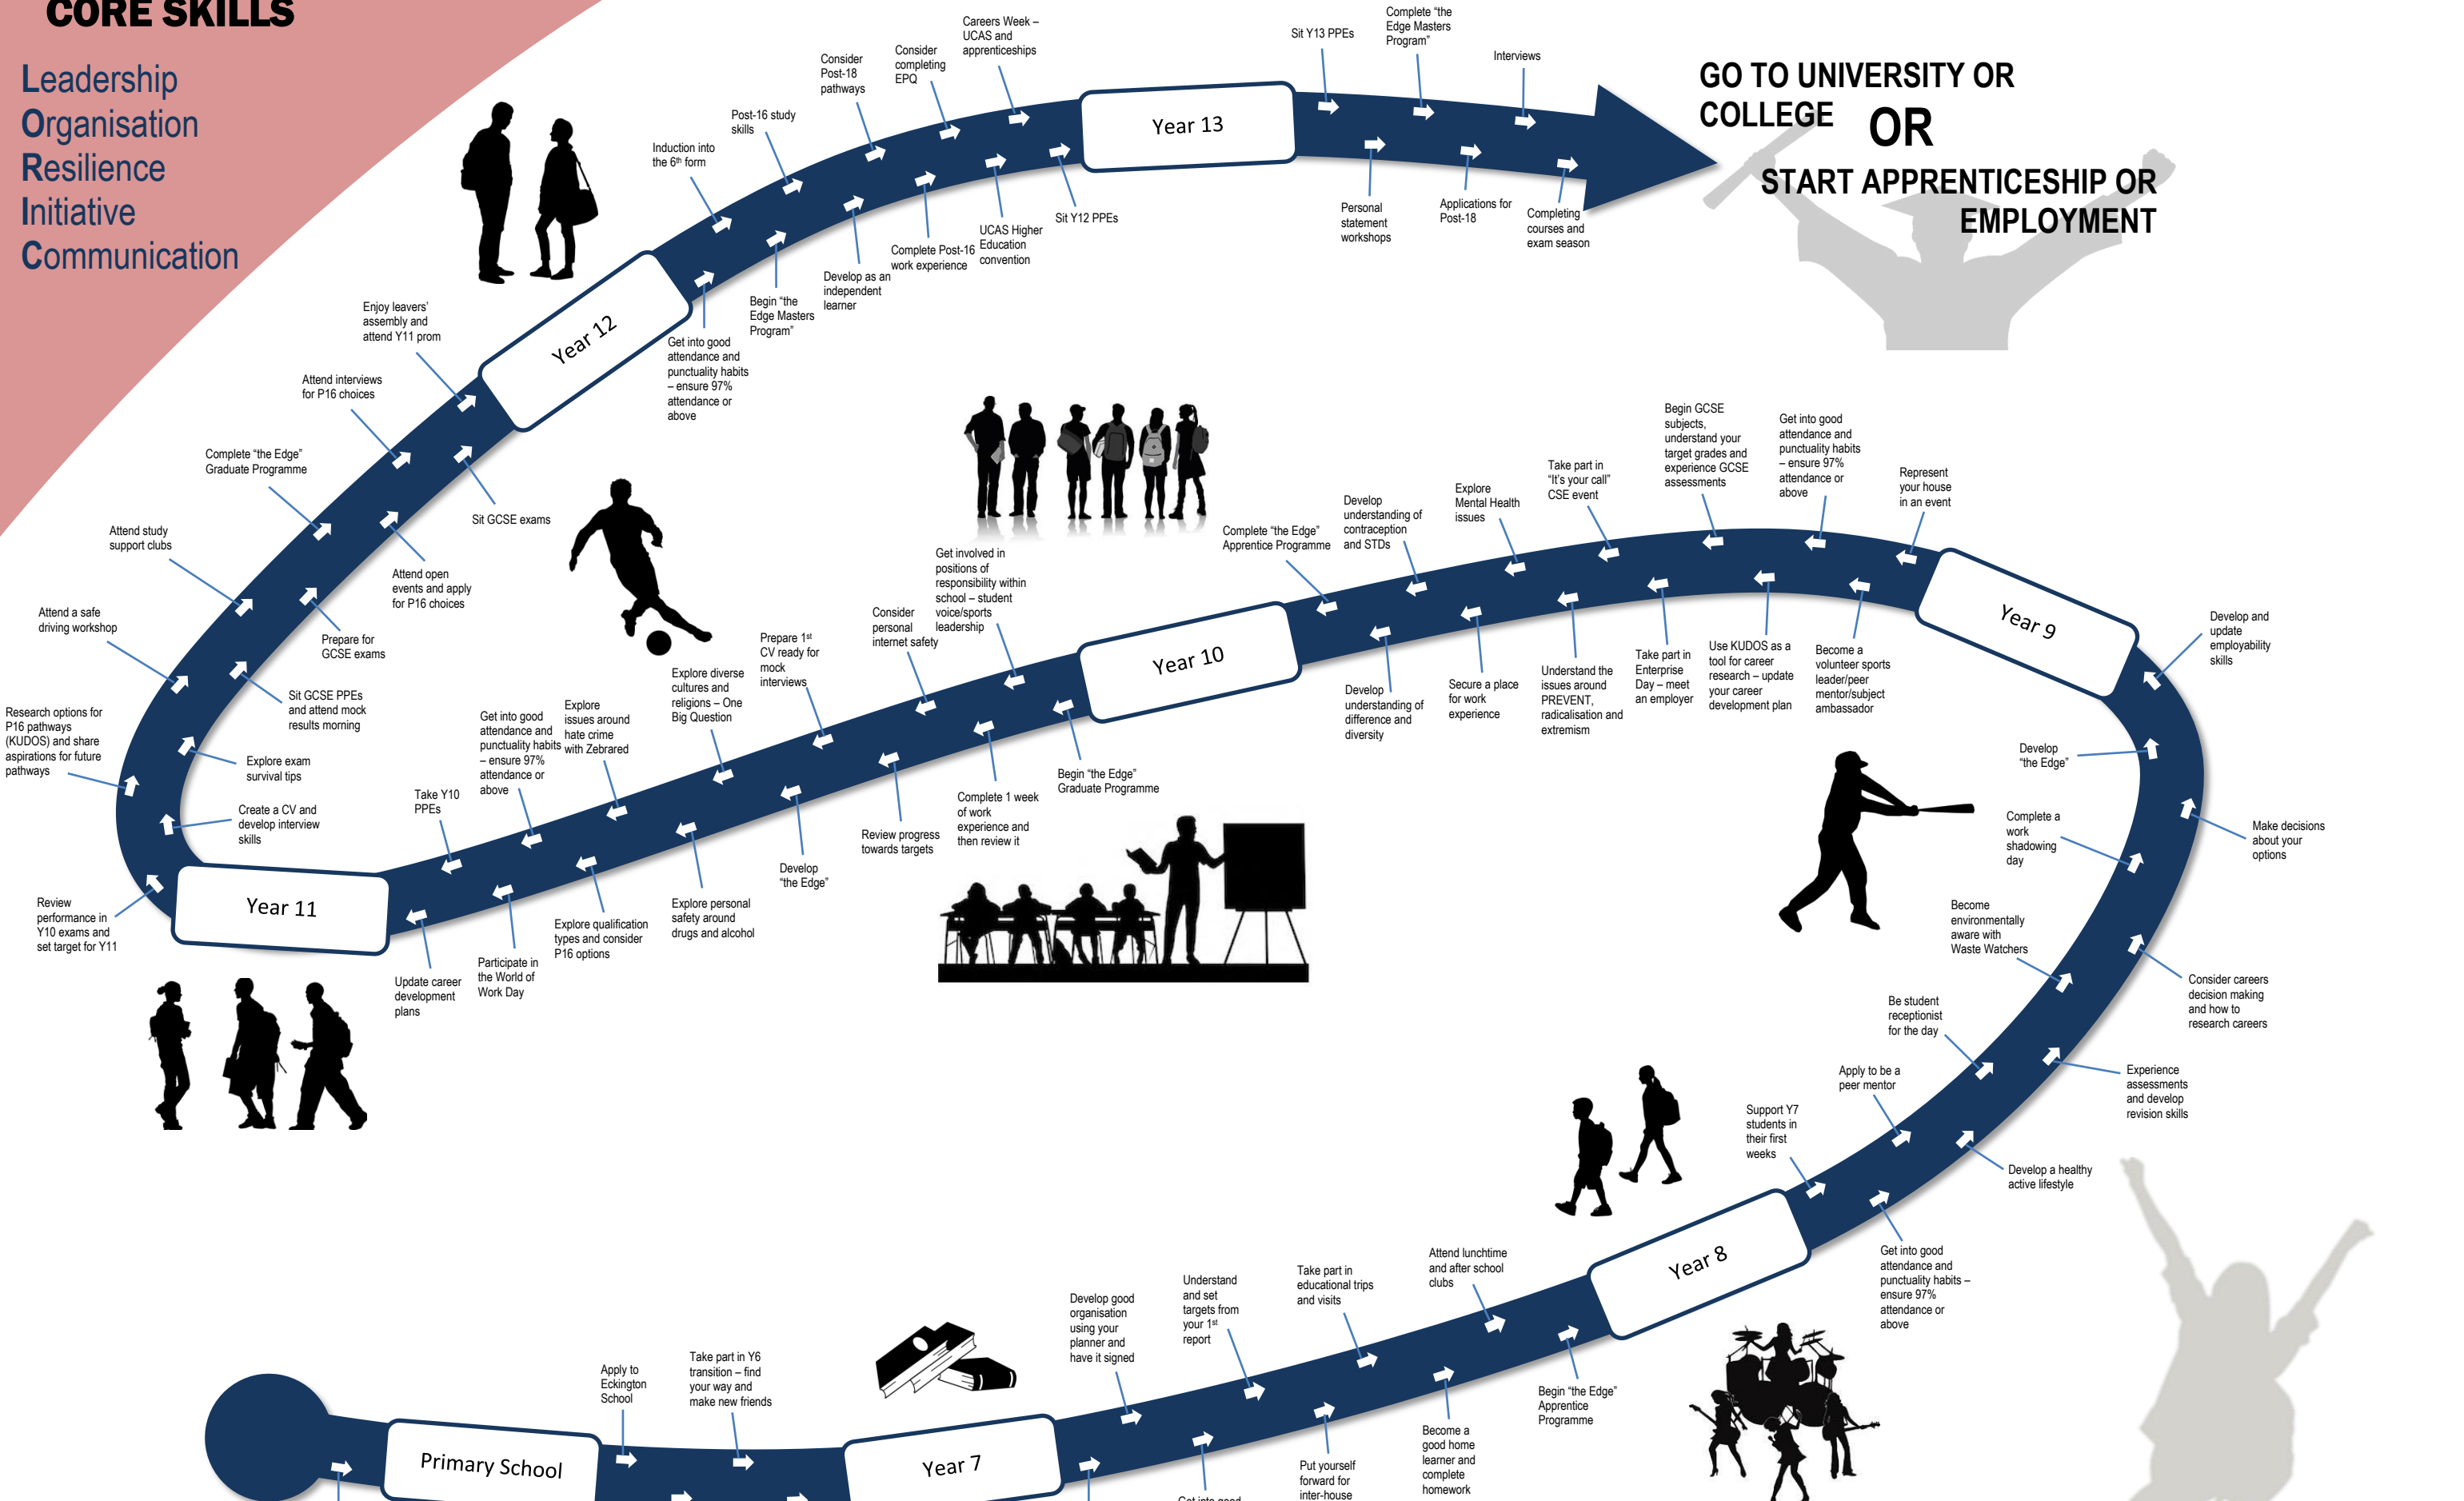 CORE SKILLS
Leadership
Organisation
Resilience
Initiative
Communication
Careers Week –
UCAS and
apprenticeships
Consider
completing
EPQ
Consider
Post-18
pathways
Post-16 study
skills
Induction into
the 6th form
Sit Y13 PPEs
Complete “the
Edge Masters
Program”
Interviews
Year 13
GO TO UNIVERSITY OR
COLLEGE
OR
START APPRENTICESHIP OR
EMPLOYMENT
Personal
statement
workshops
Applications for
Post-18
Completing
courses and
exam season
Sit Y12 PPEs
UCAS Higher
Education
convention
Complete Post-16
work experience
Develop as an
independent
learner
Begin “the
Edge Masters
Program”
Get into good
attendance and
punctuality habits
– ensure 97%
attendance or
above
Year 12
Enjoy leavers’
assembly and
attend Y11 prom
Attend interviews
for P16 choices
Complete “the Edge”
Graduate Programme
Attend study
support clubs
Attend a safe
driving workshop
Research options for
P16 pathways
(KUDOS) and share
aspirations for future
pathways
Sit GCSE exams
Attend open
events and apply
for P16 choices
Prepare for
GCSE exams
Sit GCSE PPEs
and attend mock
results morning
Explore exam
survival tips
Create a CV and
develop interview
skills
Review
performance in
Y10 exams and
set target for Y11
Year 11
Take Y10
PPEs
Get into good
attendance and
punctuality habits
– ensure 97%
attendance or
above
Explore
issues around
hate crime
with Zebrared
Explore diverse
cultures and
religions – One
Big Question
Prepare 1st
CV ready for
mock
interviews
Consider
personal
internet safety
Get involved in
positions of
responsibility within
school – student
voice/sports
leadership
Update career
development
plans
Participate in
the World of
Work Day
Explore qualification
types and consider
P16 options
Explore personal
safety around
drugs and alcohol
Develop
“the Edge”
Review progress
towards targets
Complete 1 week
of work
experience and
then review it
Begin “the Edge”
Graduate Programme
Year 10
Complete “the Edge”
Apprentice Programme
Develop
understanding of
contraception
and STDs
Explore
Mental Health
issues
Take part in
“It’s your call”
CSE event
Begin GCSE
subjects,
understand your
target grades and
experience GCSE
assessments
Get into good
attendance and
punctuality habits
– ensure 97%
attendance or
above
Represent
your house
in an event
Develop
understanding of
difference and
diversity
Secure a place
for work
experience
Understand the
issues around
PREVENT,
radicalisation and
extremism
Take part in
Enterprise
Day – meet
an employer
Use KUDOS as a
tool for career
research – update
your career
development plan
Become a
volunteer sports
leader/peer
mentor/subject
ambassador
Year 9
Develop and
update
employability
skills
Develop
“the Edge”
Make decisions
about your
options
Complete a
work
shadowing
day
Become
environmentally
aware with
Waste Watchers
Consider careers
decision making
and how to
research careers
Be student
receptionist
for the day
Experience
assessments
and develop
revision skills
Apply to be a
peer mentor
Support Y7
students in
their first
weeks
Develop a healthy
active lifestyle
Get into good
attendance and
punctuality habits –
ensure 97%
attendance or
above
Year 8
Attend lunchtime
and after school
clubs
Take part in
educational trips
and visits
Understand
and set
targets from
your 1st
report
Develop good
organisation
using your
planner and
have it signed
Begin “the Edge”
Apprentice
Programme
Become a
good home
learner and
complete
homework
Put yourself
forward for
inter-house
Get into good
Year 7
Take part in Y6
transition – find
your way and
make new friends
Apply to
Eckington
School
Primary School